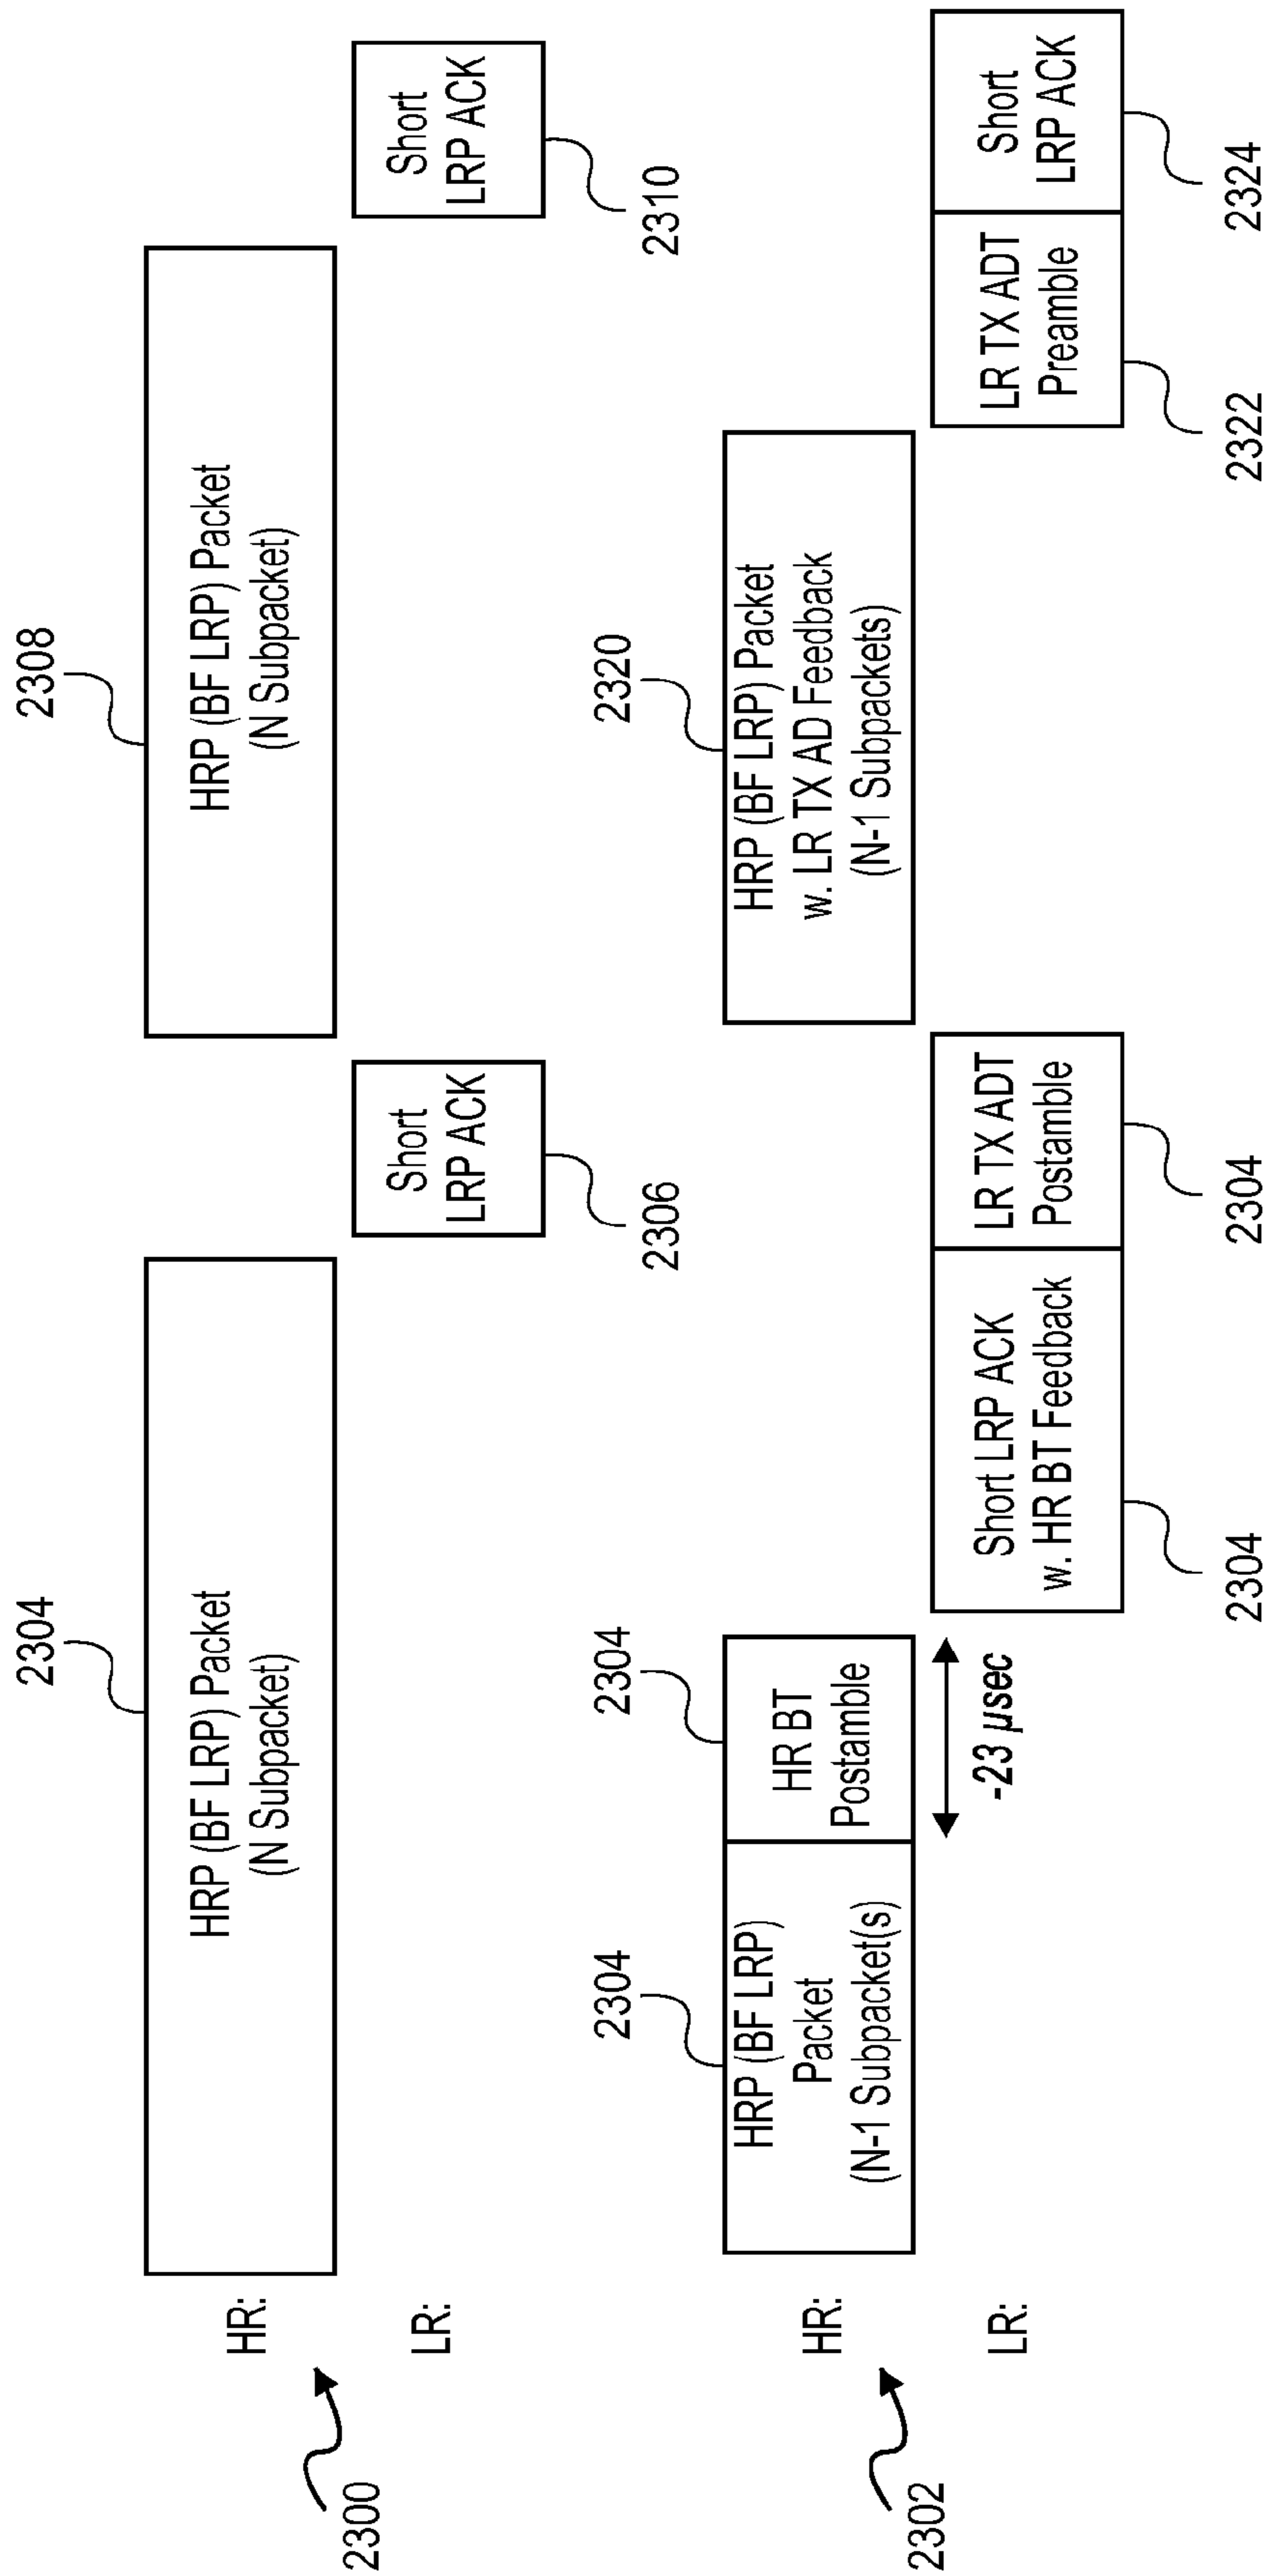 2300
HR:
LR:
2304
HRP (BF LRP) Packet
(N Subpacket)
Short
LRP ACK
2306
2308
HRP (BF LRP) Packet
(N Subpacket)
Short
LRP ACK
2310
2302
HR:
LR:
2304
HRP (BF LRP)
Packet
(N-1 Subpacket(s)
2304
HR BT
Postamble
-23 µsec
Short LRP ACK
w. HR BT Feedback
2304
LR TX ADT
Postamble
2304
2320
HRP (BF LRP) Packet
w. LR TX AD Feedback
(N-1 Subpackets)
LR TX ADT
Preamble
2322
Short
LRP ACK
2324